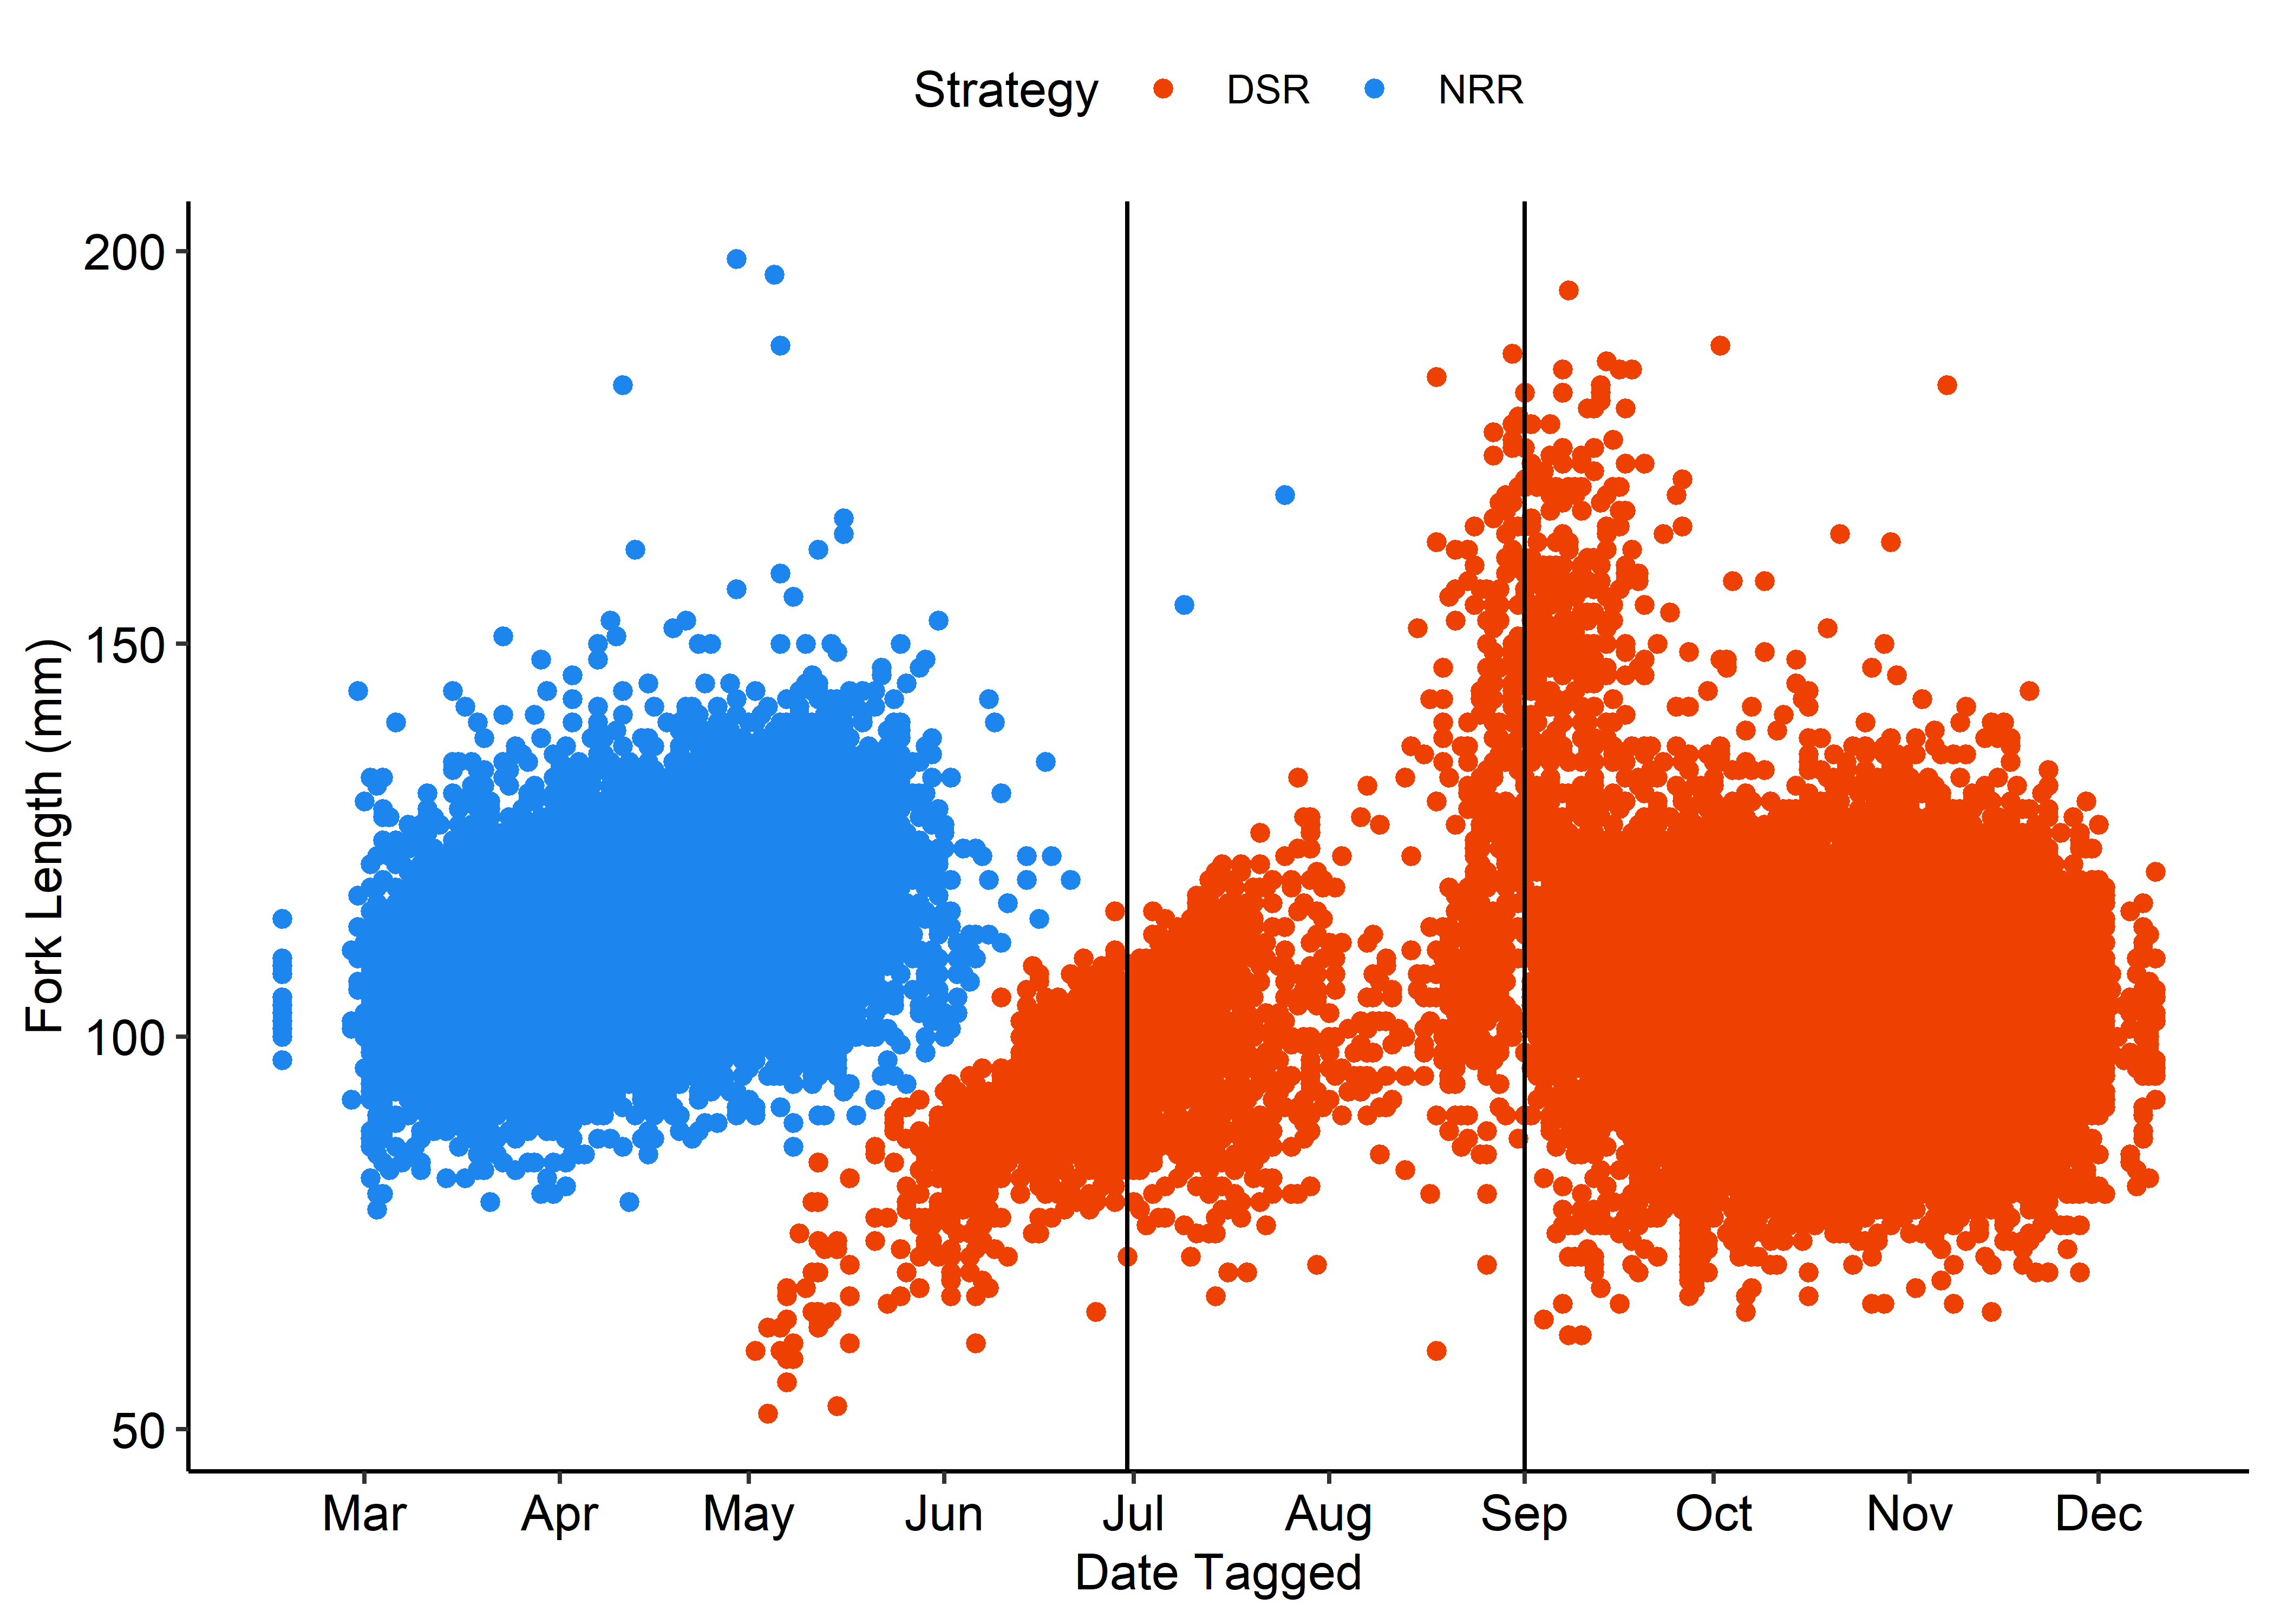 Strategy DSR NRR
200
150
100
50
Fork Length (mm)
Mar Apr May Jun Jul Aug Sep Oct Nov Dec
Date Tagged